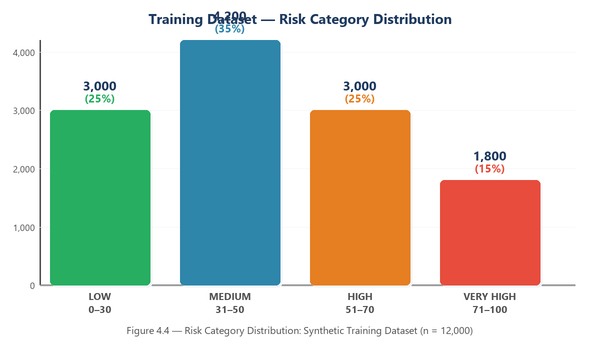 Training Dataset — Risk Category Distribution
4,200
(35%)
4,000
3,000
2,000
1,000
0
3,000
(25%)
3,000
(25%)
1,800
(15%)
LOW
0–30
MEDIUM
31–50
HIGH
51–70
VERY HIGH
71–100
Figure 4.4 — Risk Category Distribution: Synthetic Training Dataset (n = 12,000)